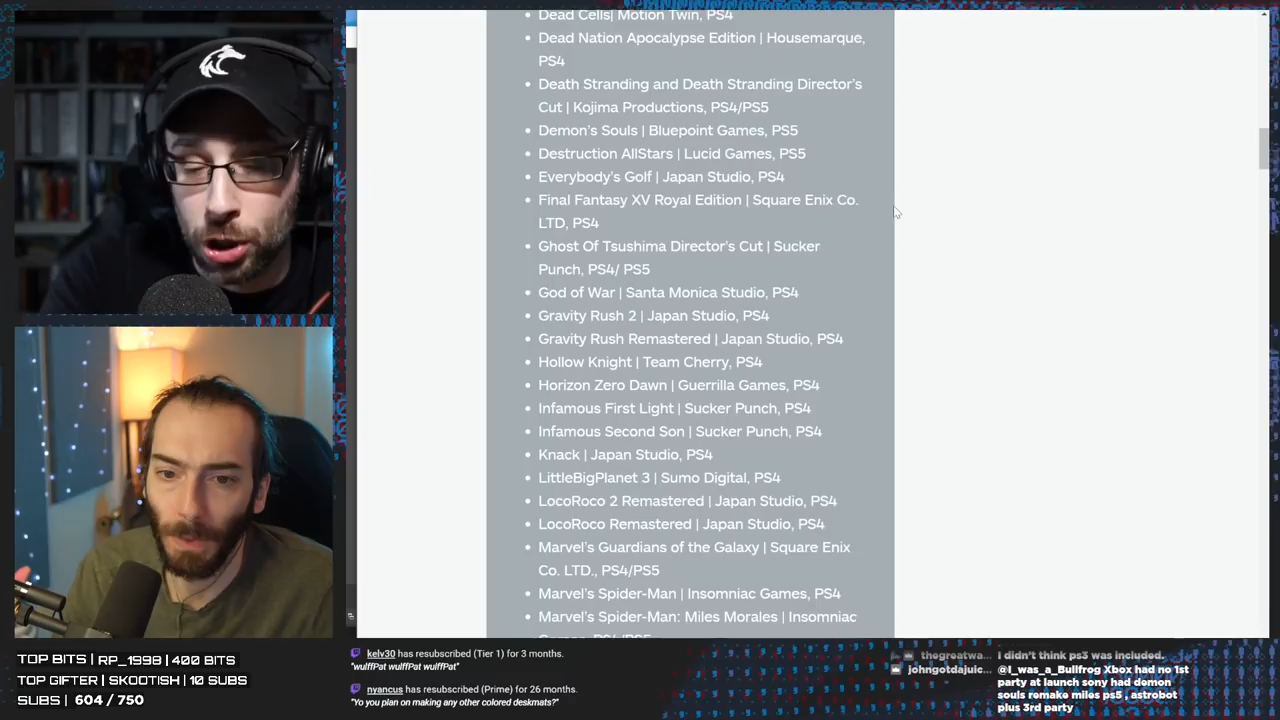 Dead Cells| Motion Twin, PS4
Dead Nation Apocalypse Edition | Housemarque,
PS4
Death Stranding and Death Stranding Director's
Cut | Kojima Productions, PS4/PS5
Demon's Souls | Bluepoint Games, PS5
Destruction AllStars | Lucid Games, PS5
Everybody's Golf | Japan Studio, PS4
Final Fantasy XV Royal Edition | Square Enix Co.
LTD, PS4
Ghost Of Tsushima Director's Cut | Sucker
Punch, PS4/ PS5
God of War | Santa Monica Studio, PS4
Gravity Rush 2 | Japan Studio, PS4
Gravity Rush Remastered | Japan Studio, PS4
Hollow Knight | Team Cherry, PS4
Horizon Zero Dawn | Guerrilla Games, PS4
Infamous First Light | Sucker Punch, PS4
Infamous Second Son | Sucker Punch, PS4
Knack | Japan Studio, PS4
LittleBigPlanet 3 | Sumo Digital, PS4
LocoRoco 2 Remastered | Japan Studio, PS4
LocoRoco Remastered | Japan Studio, PS4
Marvel's Guardians of the Galaxy | Square Enix
Co. LTD., PS4/PS5
Marvel's Spider-Man | Insomniac Games, PS4
Marvel's Spider-Man: Miles Morales | Insomniac
TOP BITS | RP_1998 | 400 BITS
TOP GIFTER | SKOOTISH | 10 SUBS
SUBS | 604 / 750
kelv30 has resubscribed (Tier 1) for 3 months.
"wulffPat wulffPat wulffPat"
nyancus has resubscribed (Prime) for 26 months.
"Yo you plan on making any other colored deskmats?"
thegreatwa... I didn't think ps3 was included.
johngotdajuic... @I_was_a_Bullfrog Xbox had no 1st
party at launch sony had demon
souls remake miles ps5 , astrobot
plus 3rd party